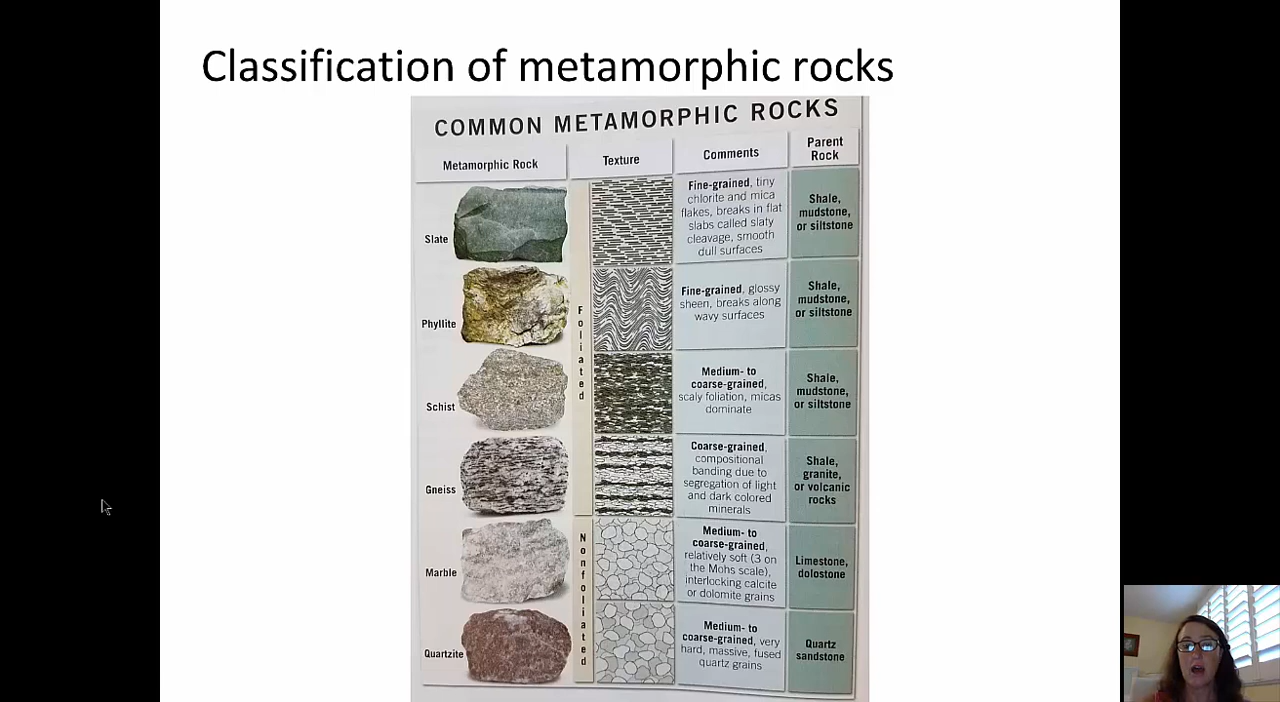 Classification of metamorphic rocks
COMMON METAMORPHIC ROCKS
Metamorphic Rock
Texture
Comments
Parent
Rock
Slate
Foliated
Fine-grained, tiny
chlorite and mica
flakes, breaks in flat
slabs called slaty
cleavage, smooth
dull surfaces
Shale,
mudstone,
or siltstone
Phyllite
Fine-grained, glossy
sheen, breaks along
wavy surfaces
Shale,
mudstone,
or siltstone
Schist
Medium- to
coarse-grained,
scaly foliation, micas
dominate
Shale,
mudstone,
or siltstone
Gneiss
Coarse-grained,
compositional
banding due to
segregation of light
and dark colored
minerals
Shale,
granite,
or volcanic
rocks
Marble
Nonfoliated
Medium- to
coarse-grained,
relatively soft (3 on
the Mohs scale),
interlocking calcite
or dolomite grains
Limestone,
dolostone
Quartzite
Medium- to
coarse-grained, very
hard, massive, fused
quartz grains
Quartz
sandstone